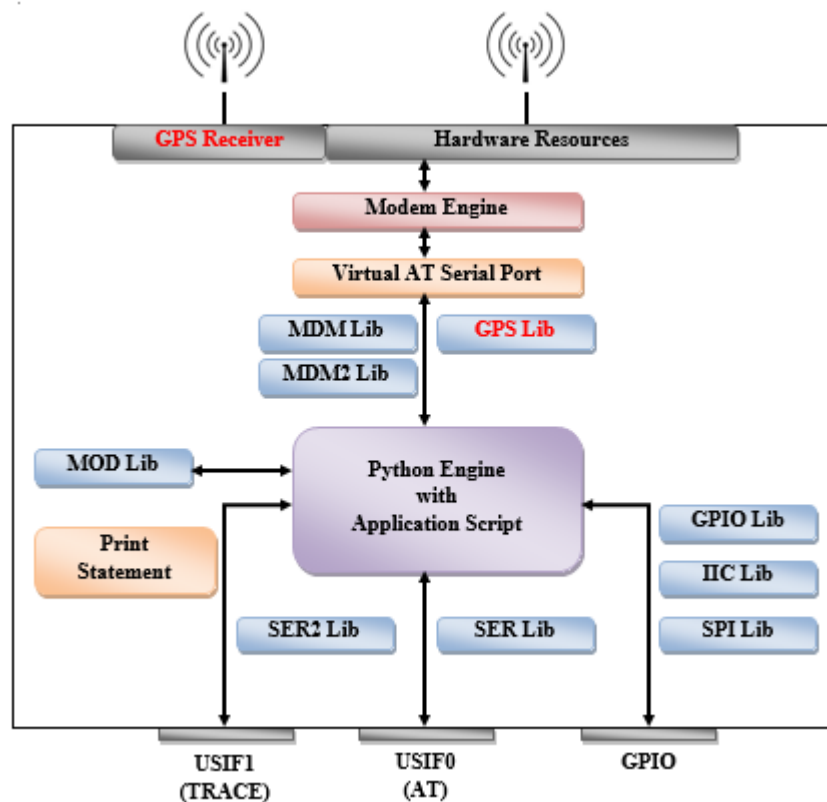 GPS Receiver
Hardware Resources
Modem Engine
Virtual AT Serial Port
MDM Lib
GPS Lib
MDM2 Lib
MOD Lib
Python Engine
with
Application Script
GPIO Lib
Print
Statement
IIC Lib
SER2 Lib
SER Lib
SPI Lib
USIF1
(TRACE)
USIF0
(AT)
GPIO